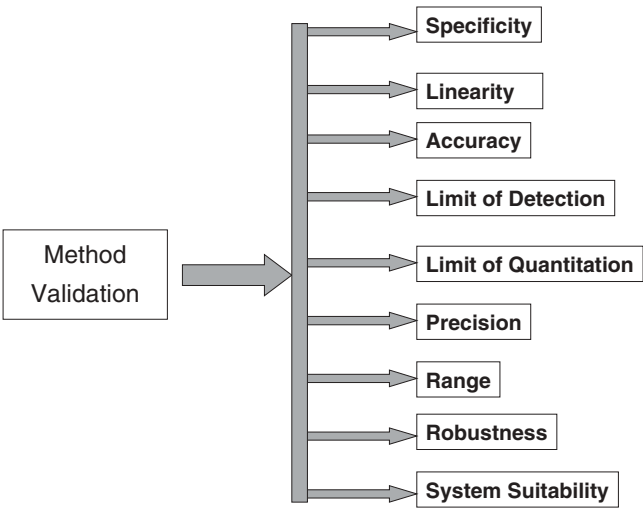 Method
Validation
Specificity
Linearity
Accuracy
Limit of Detection
Limit of Quantitation
Precision
Range
Robustness
System Suitability